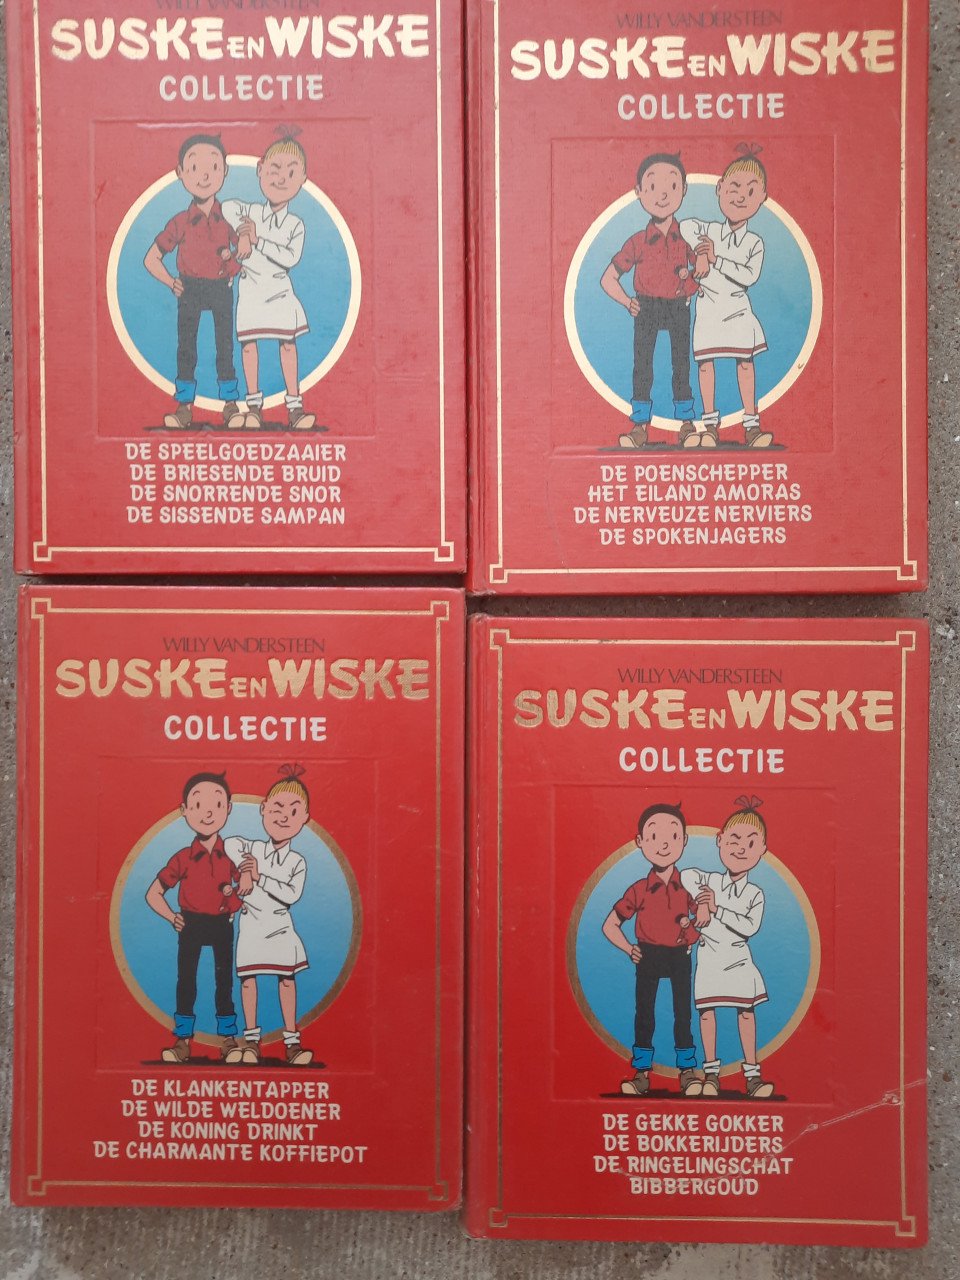 WILLY VANDERSTEEN
SUSKE EN WISKE
COLLECTIE
DE SPEELGOEDZAAIER
DE BRIESENDE BRUID
DE SNORRENDE SNOR
DE SISSENDE SAMPAN
WILLY VANDERSTEEN
SUSKE EN WISKE
COLLECTIE
DE POENSCHEPPER
HET EILAND AMORAS
DE NERVEUZE NERVIERS
DE SPOKENJAGERS
WILLY VANDERSTEEN
SUSKE EN WISKE
COLLECTIE
DE KLANKENTAPPER
DE WILDE WELDOENER
DE KONING DRINKT
DE CHARMANTE KOFFIEPOT
WILLY VANDERSTEEN
SUSKE EN WISKE
COLLECTIE
DE GEKKE GOKKER
DE BOKKERIJDERS
DE RINGELINGSCHAT
BIBBERGOUD